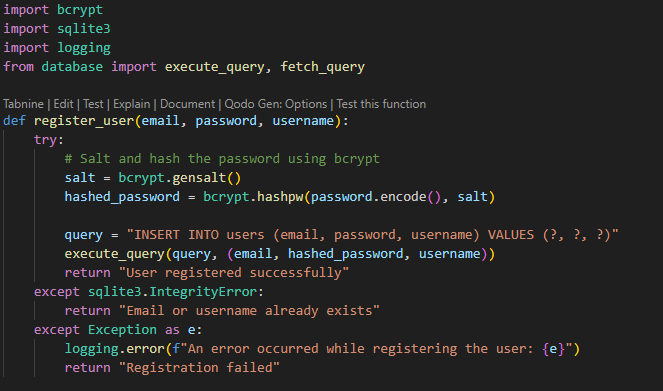 import bcrypt
import sqlite3
import logging
from database import execute_query, fetch_query
Tabnine | Edit | Test | Explain | Document | Qodo Gen: Options | Test this function
def register_user(email, password, username):
    try:
        # Salt and hash the password using bcrypt
        salt = bcrypt.gensalt()
        hashed_password = bcrypt.hashpw(password.encode(), salt)
        query = "INSERT INTO users (email, password, username) VALUES (?, ?, ?)"
        execute_query(query, (email, hashed_password, username))
        return "User registered successfully"
    except sqlite3.IntegrityError:
        return "Email or username already exists"
    except Exception as e:
        logging.error(f"An error occurred while registering the user: {e}")
        return "Registration failed"